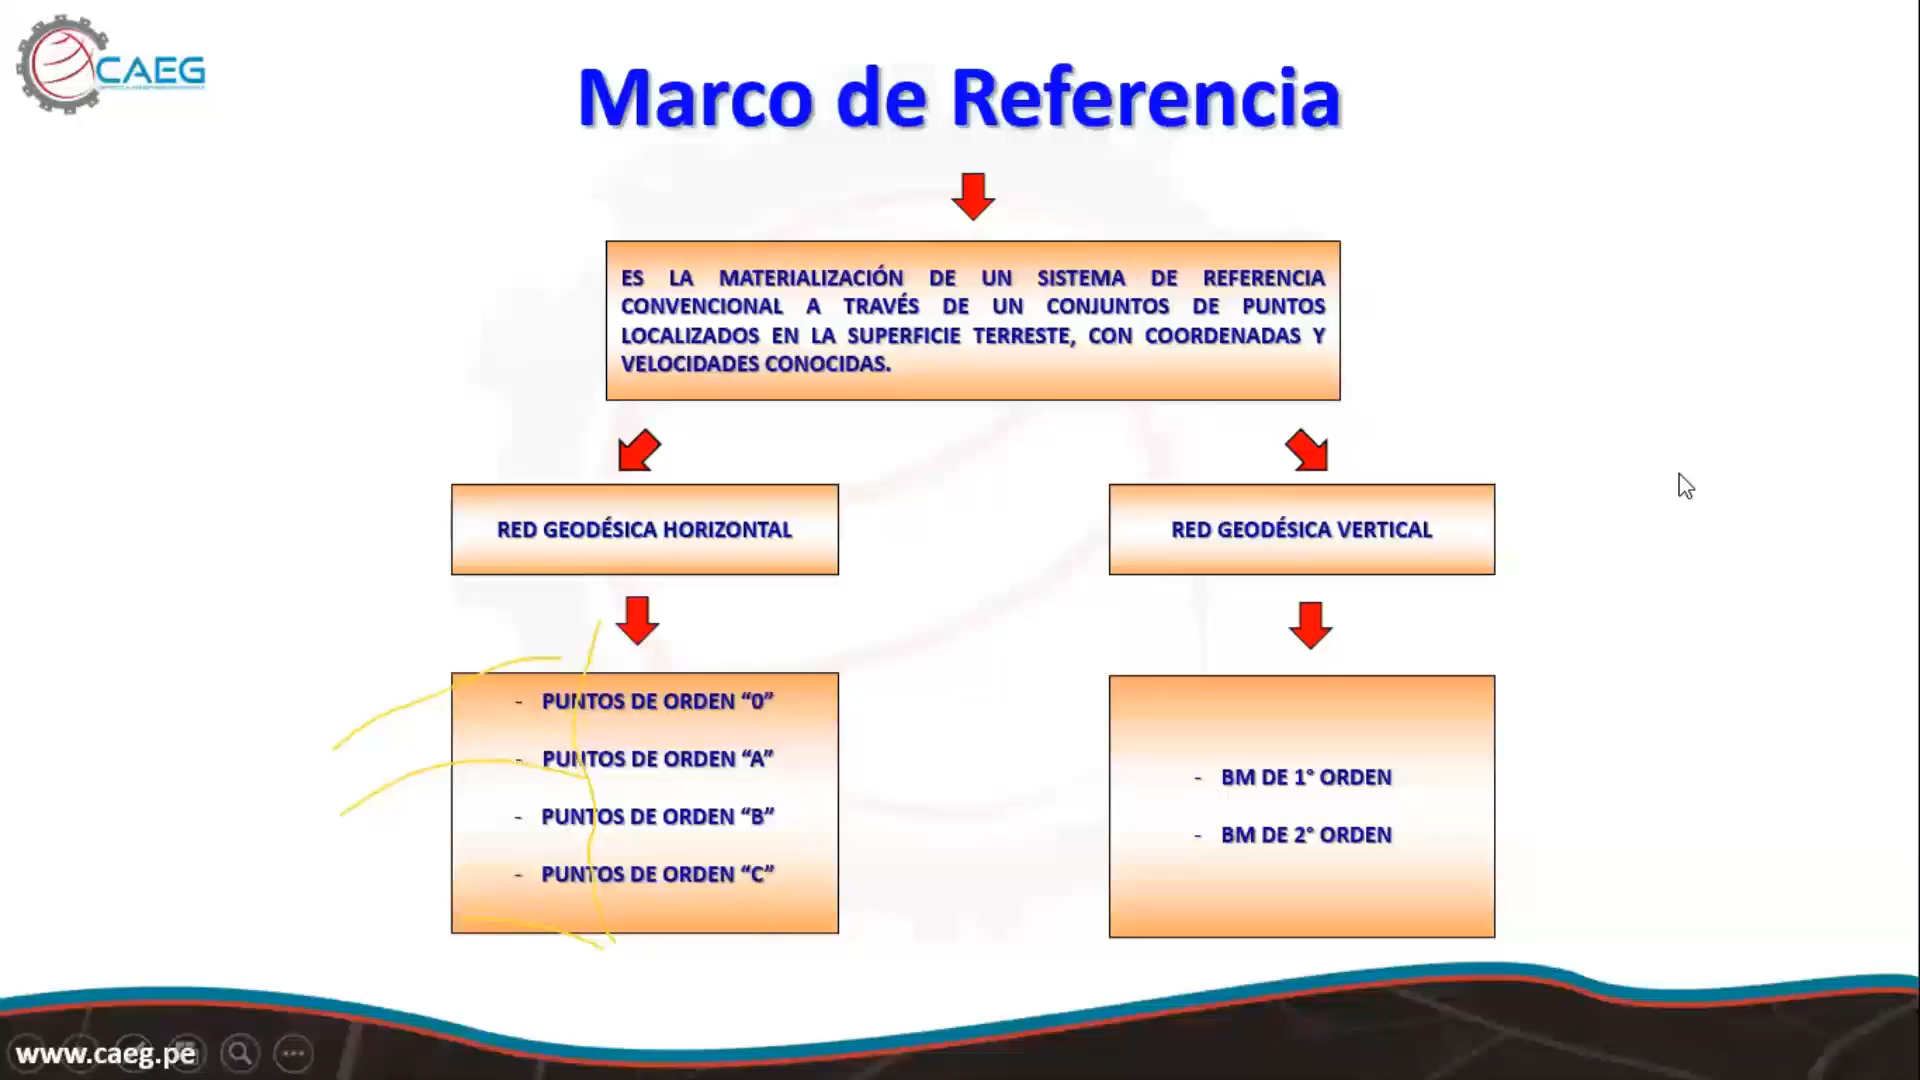 CAEG
Marco de Referencia
ES LA MATERIALIZACIÓN DE UN SISTEMA DE REFERENCIA
CONVENCIONAL A TRAVÉS DE UN CONJUNTOS DE PUNTOS
LOCALIZADOS EN LA SUPERFICIE TERRESTE, CON COORDENADAS Y
VELOCIDADES CONOCIDAS.
RED GEODÉSICA HORIZONTAL
RED GEODÉSICA VERTICAL
- PUNTOS DE ORDEN “0”
- PUNTOS DE ORDEN “A”
- PUNTOS DE ORDEN “B”
- PUNTOS DE ORDEN “C”
- BM DE 1° ORDEN
- BM DE 2° ORDEN
www.caeg.pe